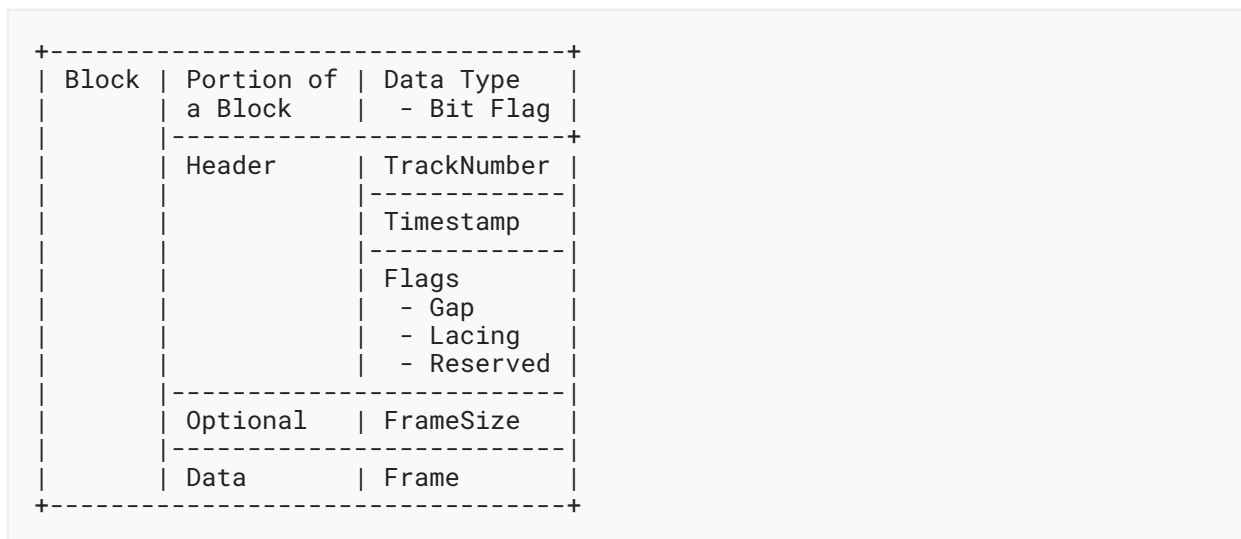 +----------------------------------+
| Block | Portion of | Data Type   |
|       | a Block    |  - Bit Flag |
|       |--------------------------+
|       | Header     | TrackNumber |
|       |            |-------------|
|       |            | Timestamp   |
|       |            |-------------|
|       |            | Flags       |
|       |            |  - Gap      |
|       |            |  - Lacing   |
|       |            |  - Reserved |
|       |--------------------------|
|       | Optional   | FrameSize   |
|       |--------------------------|
|       | Data       | Frame       |
+----------------------------------+